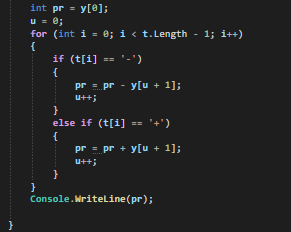 int pr = y[0];
u = 0;
for (int i = 0; i < t.Length - 1; i++)
{
if (t[i] == '-')
{
pr = pr - y[u + 1];
u++;
}
else if (t[i] == '+')
{
pr = pr + y[u + 1];
u++;
}
}
Console.WriteLine(pr);
}